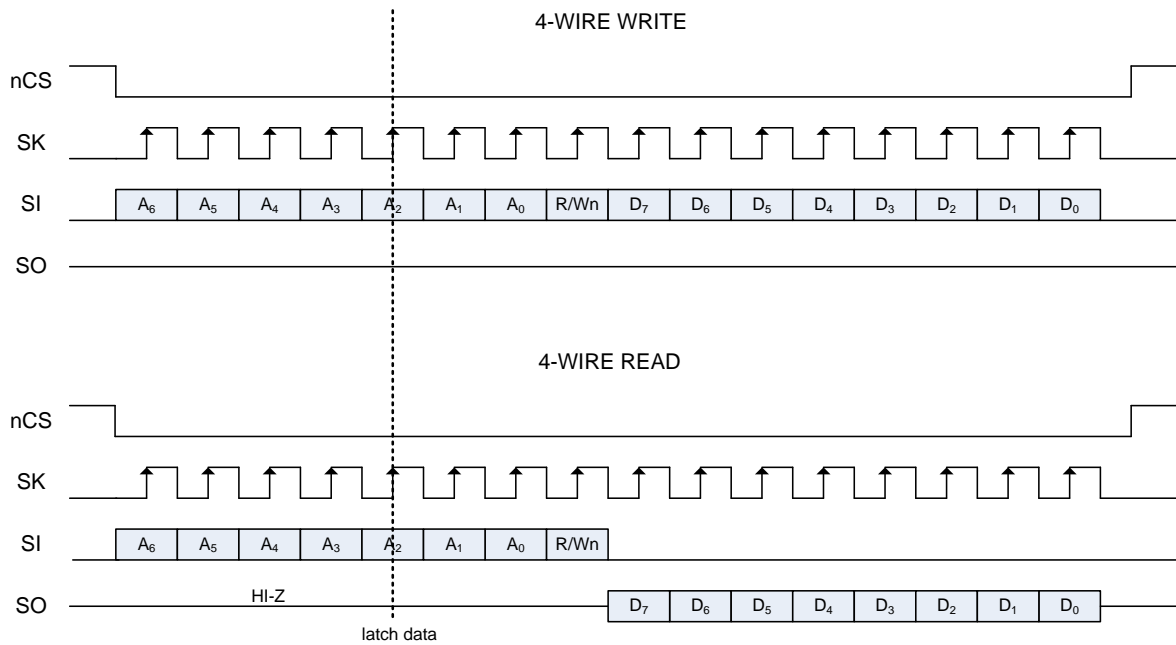 4-WIRE WRITE
nCS
SK
SI A₆ A₅ A₄ A₃ A₂ A₁ A₀ R/Wn D₇ D₆ D₅ D₄ D₃ D₂ D₁ D₀
SO
4-WIRE READ
nCS
SK
SI A₆ A₅ A₄ A₃ A₂ A₁ A₀ R/Wn
SO HI-Z D₇ D₆ D₅ D₄ D₃ D₂ D₁ D₀
latch data